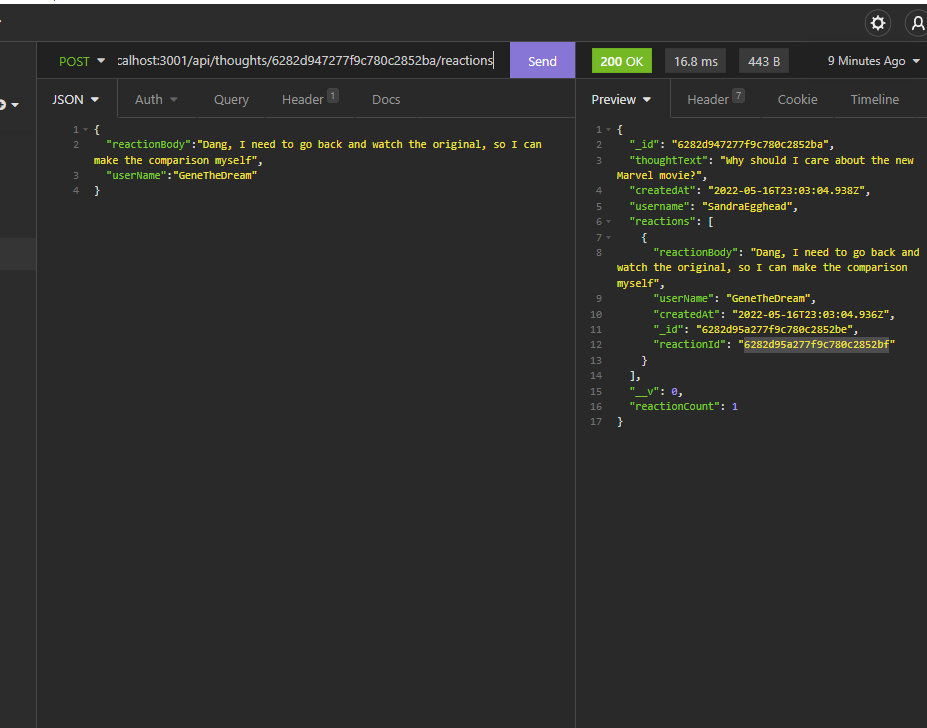 POST calhost:3001/api/thoughts/6282d947277f9c780c2852ba/reactions Send 200 OK 16.8 ms 443 B 9 Minutes Ago
JSON Auth Query Header 1 Docs
1 {
2 "reactionBody":"Dang, I need to go back and watch the original, so I can
make the comparison myself",
3 "userName":"GeneTheDream"
4 }
Preview Header 7 Cookie Timeline
1 {
2 "_id": "6282d947277f9c780c2852ba",
3 "thoughtText": "Why should I care about the new
Marvel movie?",
4 "createdAt": "2022-05-16T23:03:04.938Z",
5 "username": "SandraEgghead",
6 "reactions": [
7 {
8 "reactionBody": "Dang, I need to go back and
watch the original, so I can make the comparison
myself",
9 "userName": "GeneTheDream",
10 "createdAt": "2022-05-16T23:03:04.936Z",
11 "_id": "6282d95a277f9c780c2852be",
12 "reactionId": "6282d95a277f9c780c2852bf"
13 }
14 ],
15 "__v": 0,
16 "reactionCount": 1
17 }